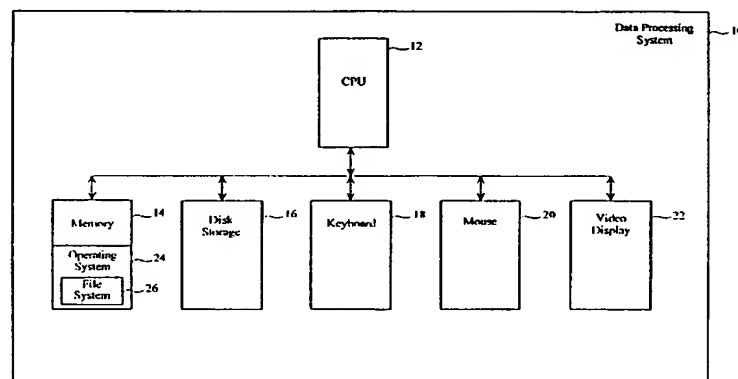 Data Processing
System
12
CPU
Memory
14
Operating
System
24
File
System
26
Disk
Storage
16
Keyboard
18
Mouse
20
Video
Display
22